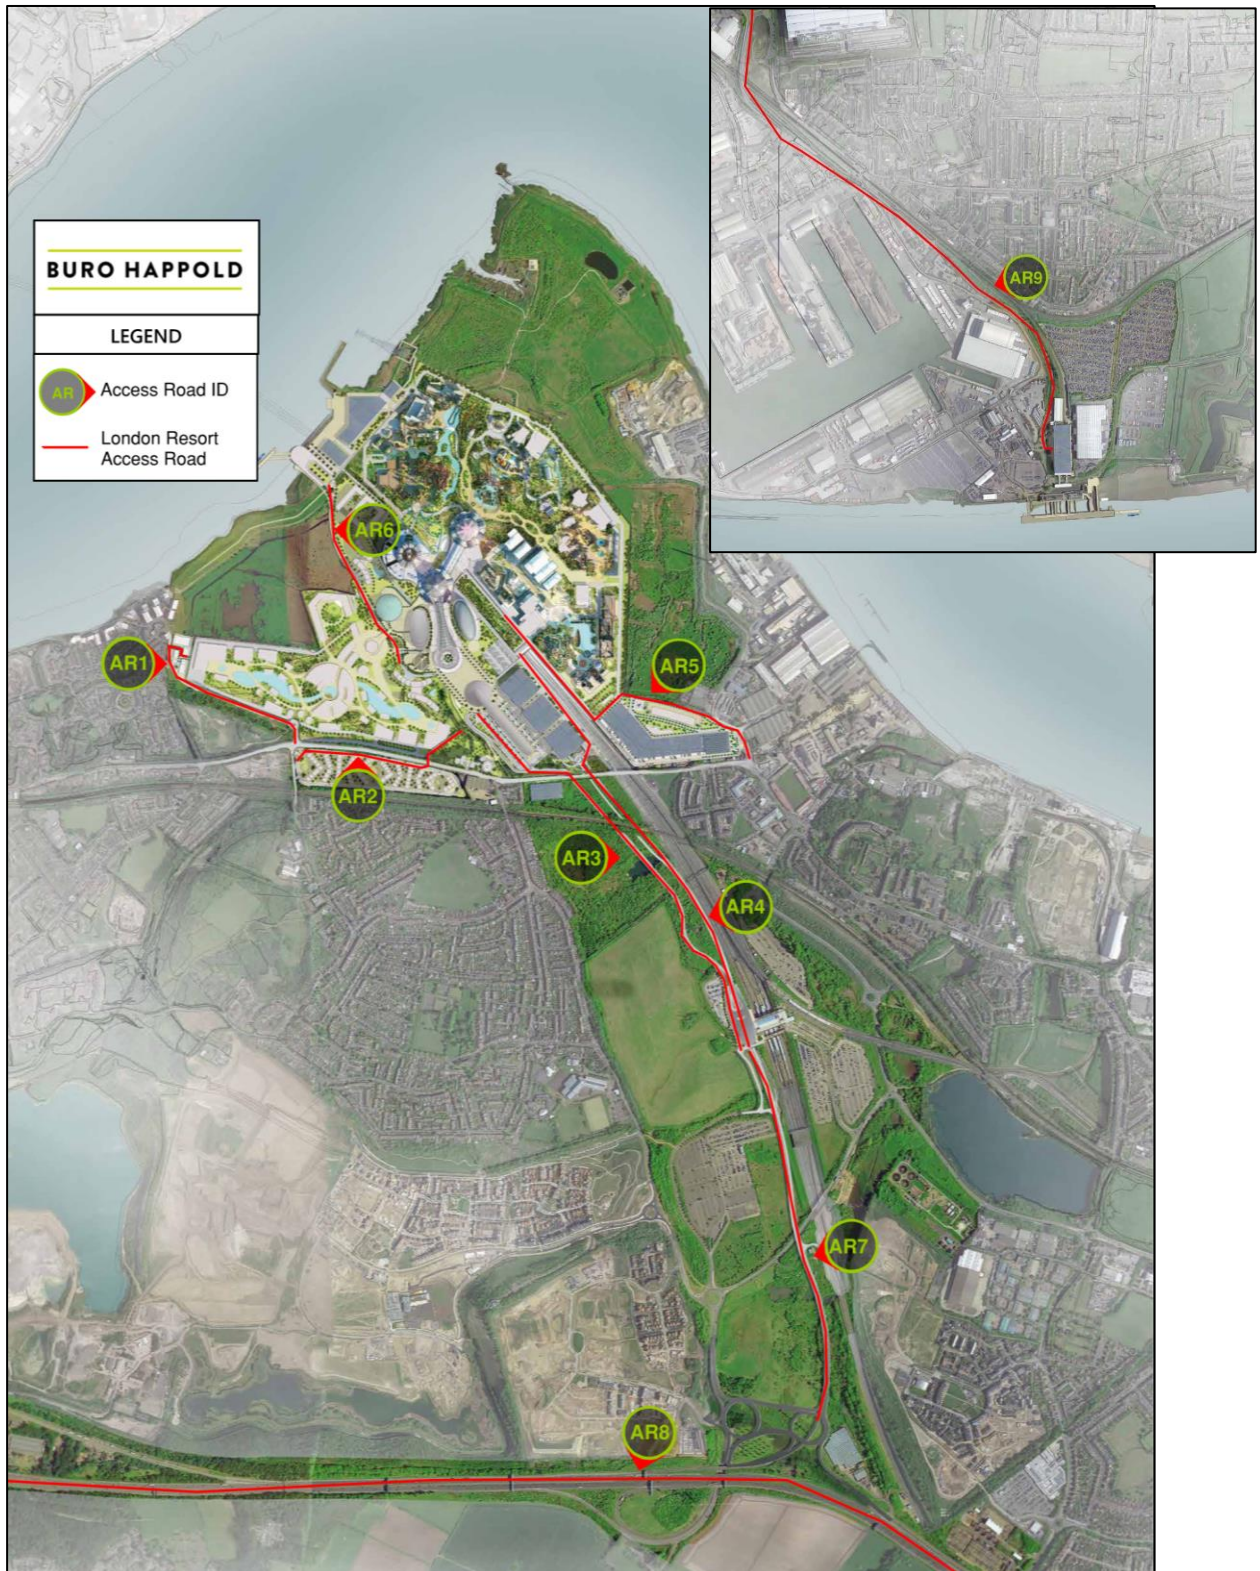 BURO HAPPOLD
LEGEND
AR Access Road ID
London Resort
Access Road
AR9
AR6
AR1
AR5
AR2
AR3
AR4
AR7
AR8